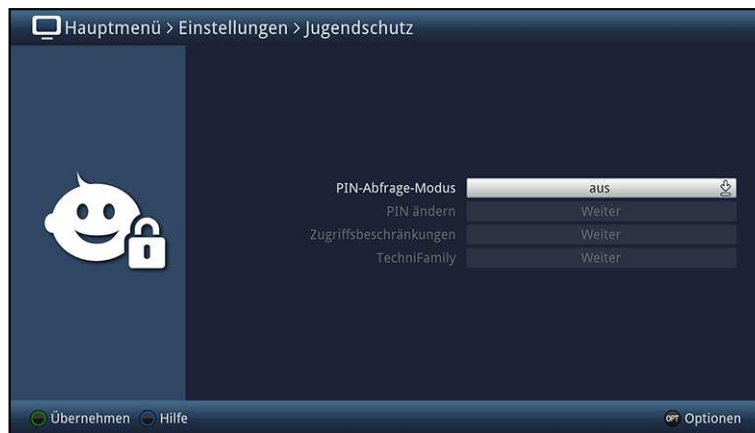 Hauptmenü > Einstellungen > Jugendschutz
PIN-Abfrage-Modus aus
PIN ändern Weiter
Zugriffsbeschränkungen Weiter
TechniFamily Weiter
Übernehmen Hilfe OPT Optionen